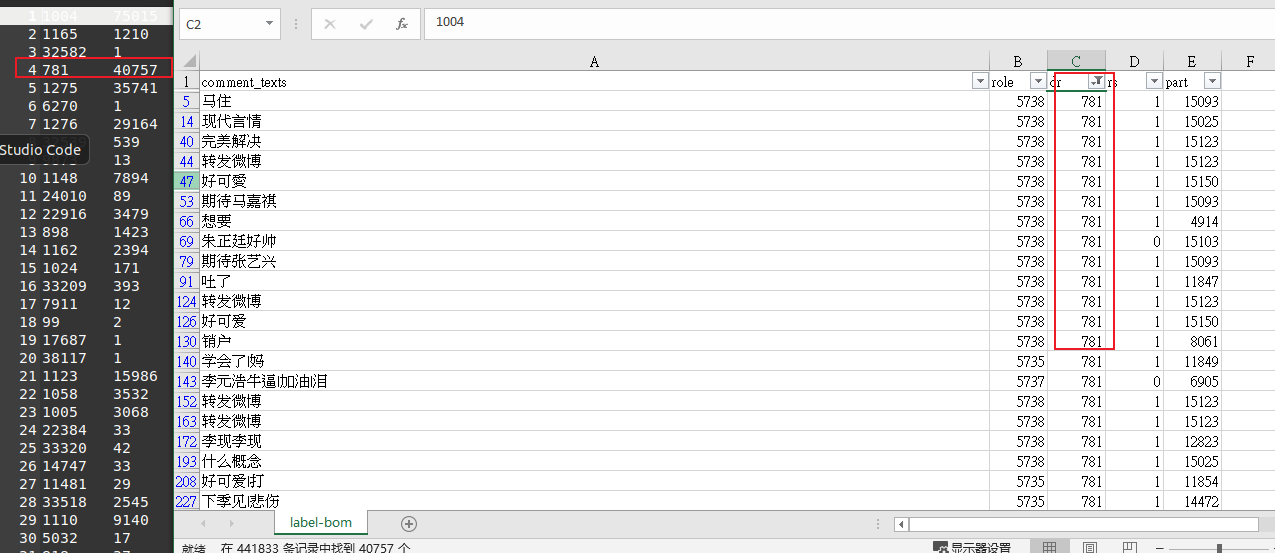 1 1004 75015
2 1165 1210
3 32582 1
4 781 40757
5 1275 35741
6 6270 1
7 1276 29164
539
Studio Code
13
10 1148 7894
11 24010 89
12 22916 3479
13 898 1423
14 1162 2394
15 1024 171
16 33209 393
17 7911 12
18 99 2
19 17687 1
20 38117 1
21 1123 15986
22 1058 3532
23 1005 3068
24 22384 33
25 33320 42
26 14747 33
27 11481 29
28 33518 2545
29 1110 9140
30 5032 17
C2 fx 1004
A B C D E F
1 comment_texts role dr rs part
5 马住 5738 781 1 15093
14 现代言情 5738 781 1 15025
40 完美解决 5738 781 1 15123
44 转发微博 5738 781 1 15123
47 好可愛 5738 781 1 15150
53 期待马嘉祺 5738 781 1 15093
66 想要 5738 781 1 4914
69 朱正廷好帅 5738 781 0 15103
79 期待张艺兴 5738 781 1 15093
91 吐了 5738 781 1 11847
124 转发微博 5738 781 1 15123
126 好可爱 5738 781 1 15150
130 销户 5738 781 1 8061
140 学会了|妈 5735 781 1 11849
143 李元浩牛逼|加油|泪 5737 781 0 6905
152 转发微博 5738 781 1 15123
163 转发微博 5738 781 1 15123
172 李现李现 5738 781 1 12823
193 什么概念 5738 781 1 15025
208 好可爱|打 5735 781 1 11854
227 下季见|悲伤 5735 781 1 14472
label-bom
就绪 在 441833 条记录中找到 40757 个 显示器设置